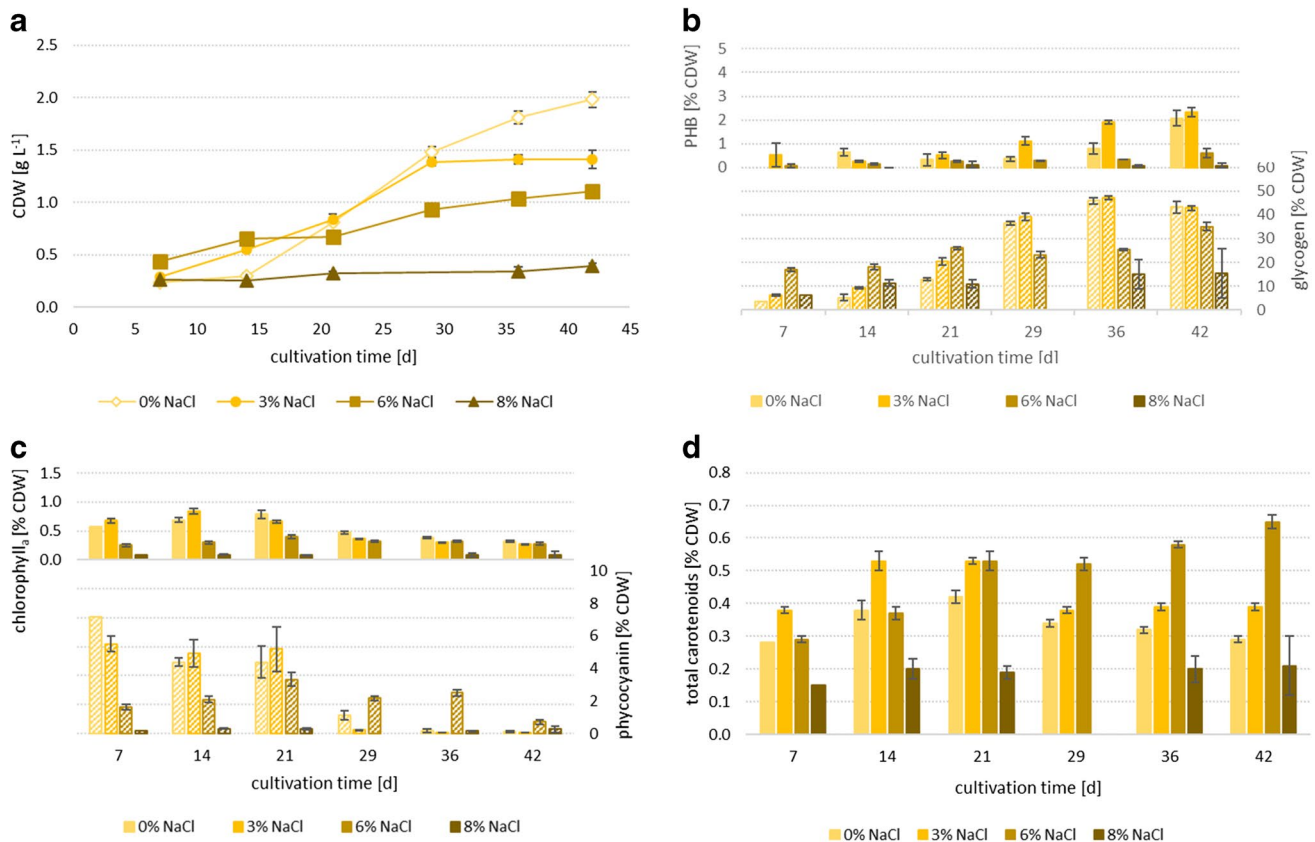 a
2.5
2.0
1.5
1.0
0.5
0.0
CDW [g L-1]
0 5 10 15 20 25 30 35 40 45
cultivation time [d]
0% NaCl 3% NaCl 6% NaCl 8% NaCl
b
5
4
3
2
1
0
PHB [% CDW]
60
50
40
30
20
10
0
glycogen [% CDW]
7 14 21 29 36 42
cultivation time [d]
0% NaCl 3% NaCl 6% NaCl 8% NaCl
c
1.5
1.0
0.5
0.0
chlorophylla [% CDW]
10
8
6
4
2
0
phycocyanin [% CDW]
7 14 21 29 36 42
cultivation time [d]
0% NaCl 3% NaCl 6% NaCl 8% NaCl
d
0.8
0.7
0.6
0.5
0.4
0.3
0.2
0.1
0.0
total carotenoids [% CDW]
7 14 21 29 36 42
cultivation time [d]
0% NaCl 3% NaCl 6% NaCl 8% NaCl